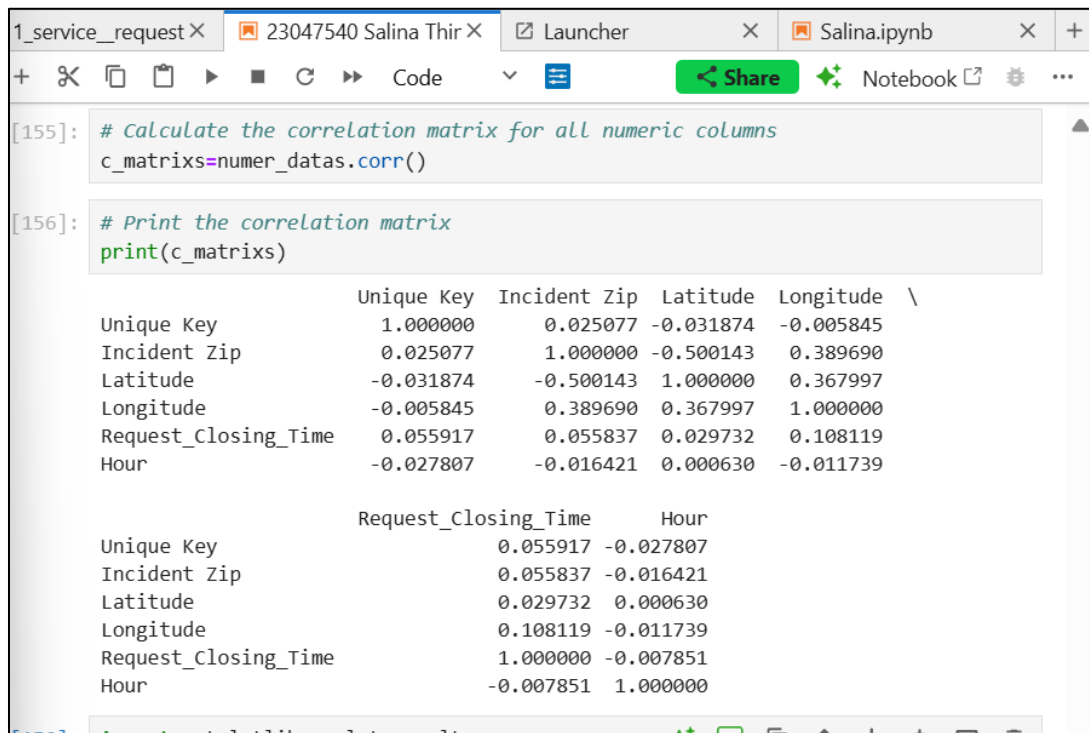 1_service__request × 23047540 Salina Thir × Launcher × Salina.ipynb × +
+ Code Share Notebook ...
[155]: # Calculate the correlation matrix for all numeric columns
c_matrixs=numer_datas.corr()
[156]: # Print the correlation matrix
print(c_matrixs)
Unique Key Incident Zip Latitude Longitude \
Unique Key 1.000000 0.025077 -0.031874 -0.005845
Incident Zip 0.025077 1.000000 -0.500143 0.389690
Latitude -0.031874 -0.500143 1.000000 0.367997
Longitude -0.005845 0.389690 0.367997 1.000000
Request_Closing_Time 0.055917 0.055837 0.029732 0.108119
Hour -0.027807 -0.016421 0.000630 -0.011739
Request_Closing_Time Hour
Unique Key 0.055917 -0.027807
Incident Zip 0.055837 -0.016421
Latitude 0.029732 0.000630
Longitude 0.108119 -0.011739
Request_Closing_Time 1.000000 -0.007851
Hour -0.007851 1.000000